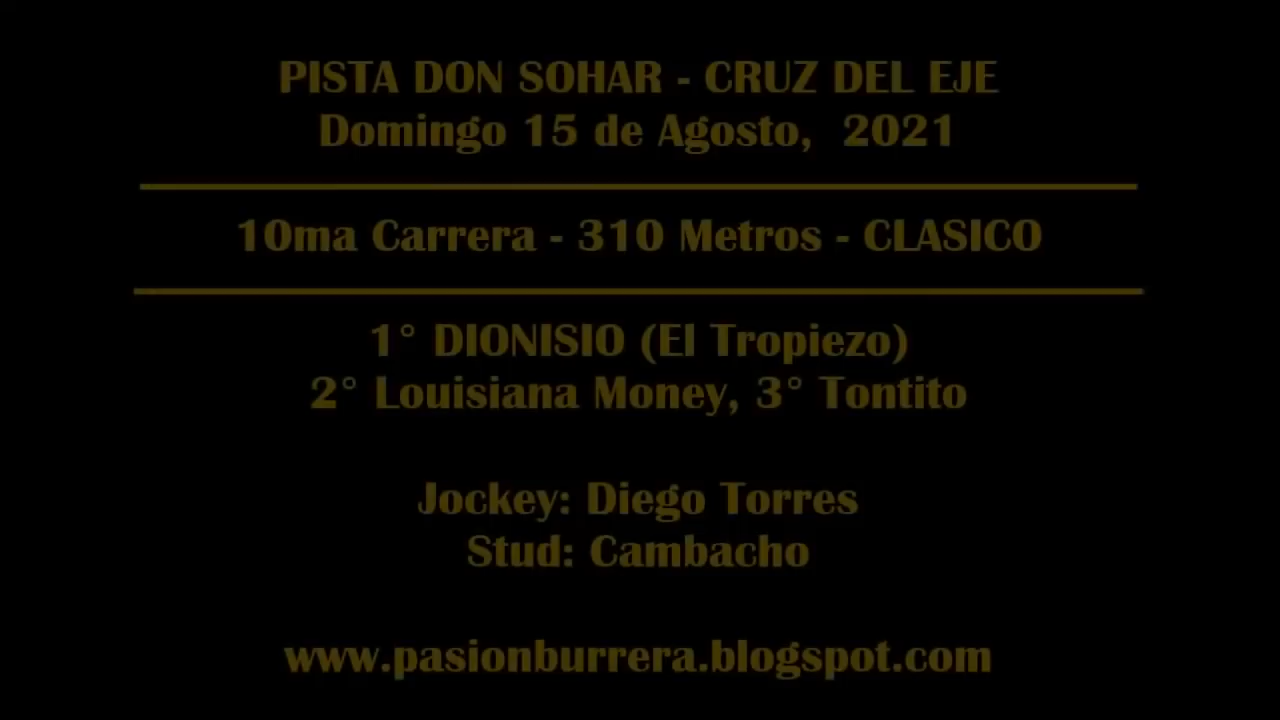 PISTA DON SOHAR - CRUZ DEL EJE
Domingo 15 de Agosto, 2021
10ma Carrera - 310 Metros - CLASICO
1° DIONISIO (El Tropiezo)
2° Louisiana Money, 3° Tontito
Jockey: Diego Torres
Stud: Cambacho
www.pasionburrera.blogspot.com